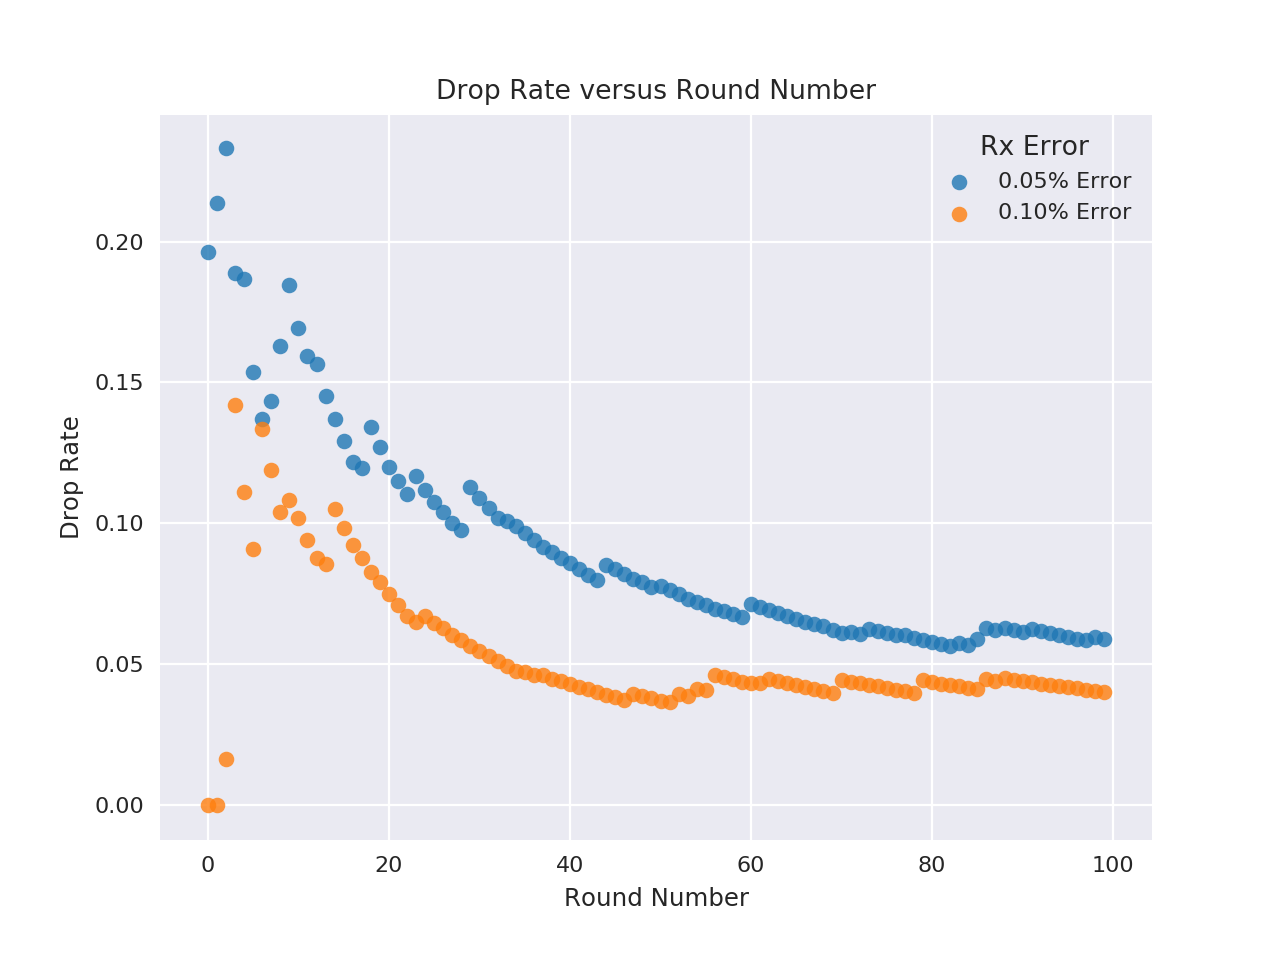 Drop Rate versus Round Number
Rx Error
0.05% Error
0.10% Error
0.20
0.15
0.10
0.05
0.00
Drop Rate
0 20 40 60 80 100
Round Number